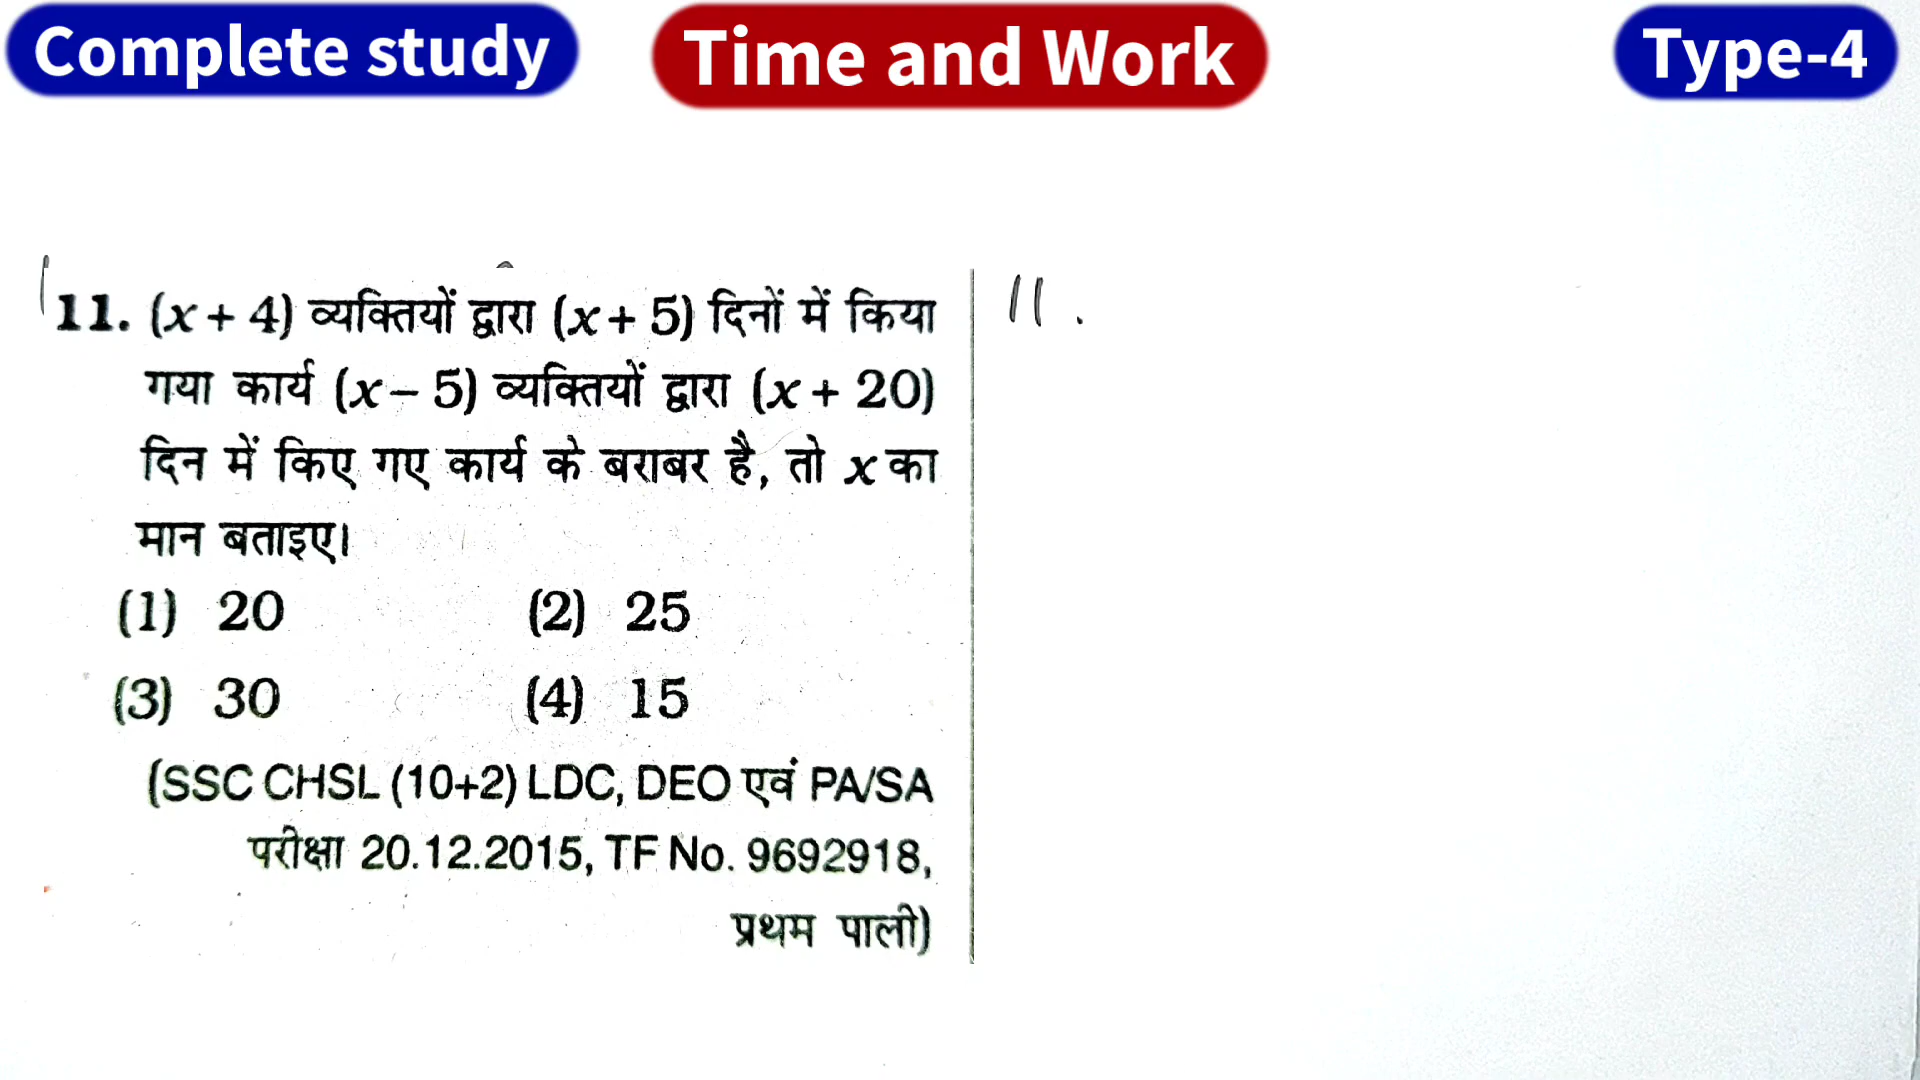 Complete study
Time and Work
Type-4
11. (x + 4) व्यक्तियों द्वारा (x + 5) दिनों में किया
गया कार्य (x – 5) व्यक्तियों द्वारा (x + 20)
दिन में किए गए कार्य के बराबर है, तो x का
मान बताइए।
(1) 20 (2) 25
(3) 30 (4) 15
(SSC CHSL (10+2) LDC, DEO एवं PA/SA
परीक्षा 20.12.2015, TF No. 9692918,
प्रथम पाली)
11.